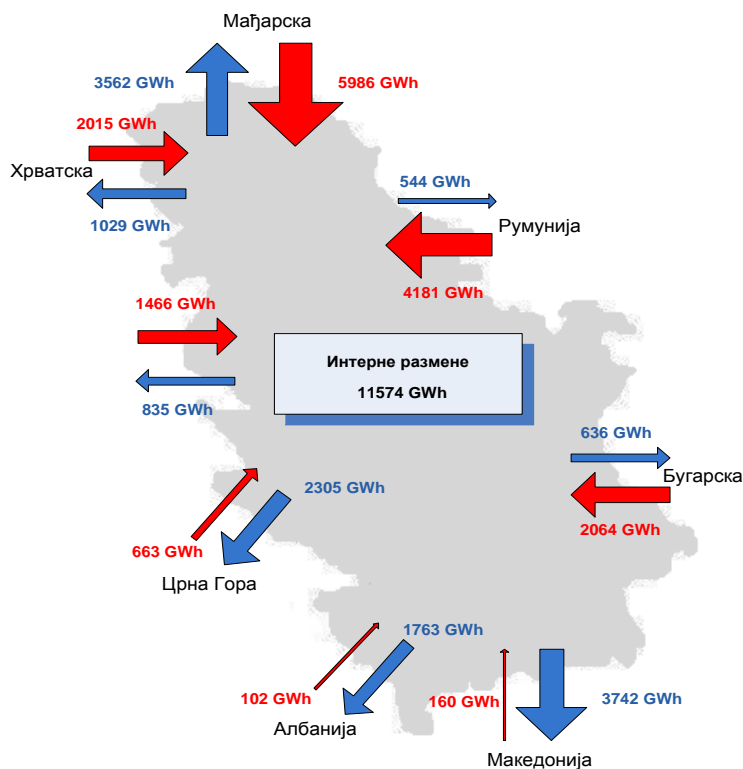 Мађарска
3562 GWh
5986 GWh
2015 GWh
Хрватска
1029 GWh
544 GWh
Румунија
4181 GWh
1466 GWh
835 GWh
Интерне размене
11574 GWh
636 GWh
Бугарска
2064 GWh
2305 GWh
663 GWh
Црна Гора
1763 GWh
102 GWh
Албанија
160 GWh
3742 GWh
Македонија